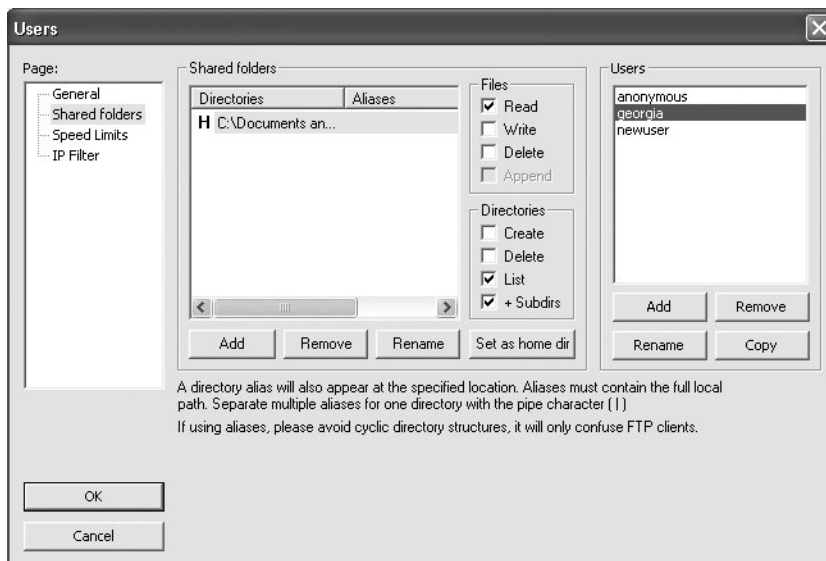 Users
Page:
General
Shared folders
Speed Limits
IP Filter
Shared folders
Directories Aliases
H C:\Documents an...
Files
Read
Write
Delete
Append
Directories
Create
Delete
List
+ Subdirs
Add Remove Rename Set as home dir
Users
anonymous
georgia
newuser
Add Remove
Rename Copy
A directory alias will also appear at the specified location. Aliases must contain the full local
path. Separate multiple aliases for one directory with the pipe character ( | )
If using aliases, please avoid cyclic directory structures, it will only confuse FTP clients.
OK
Cancel